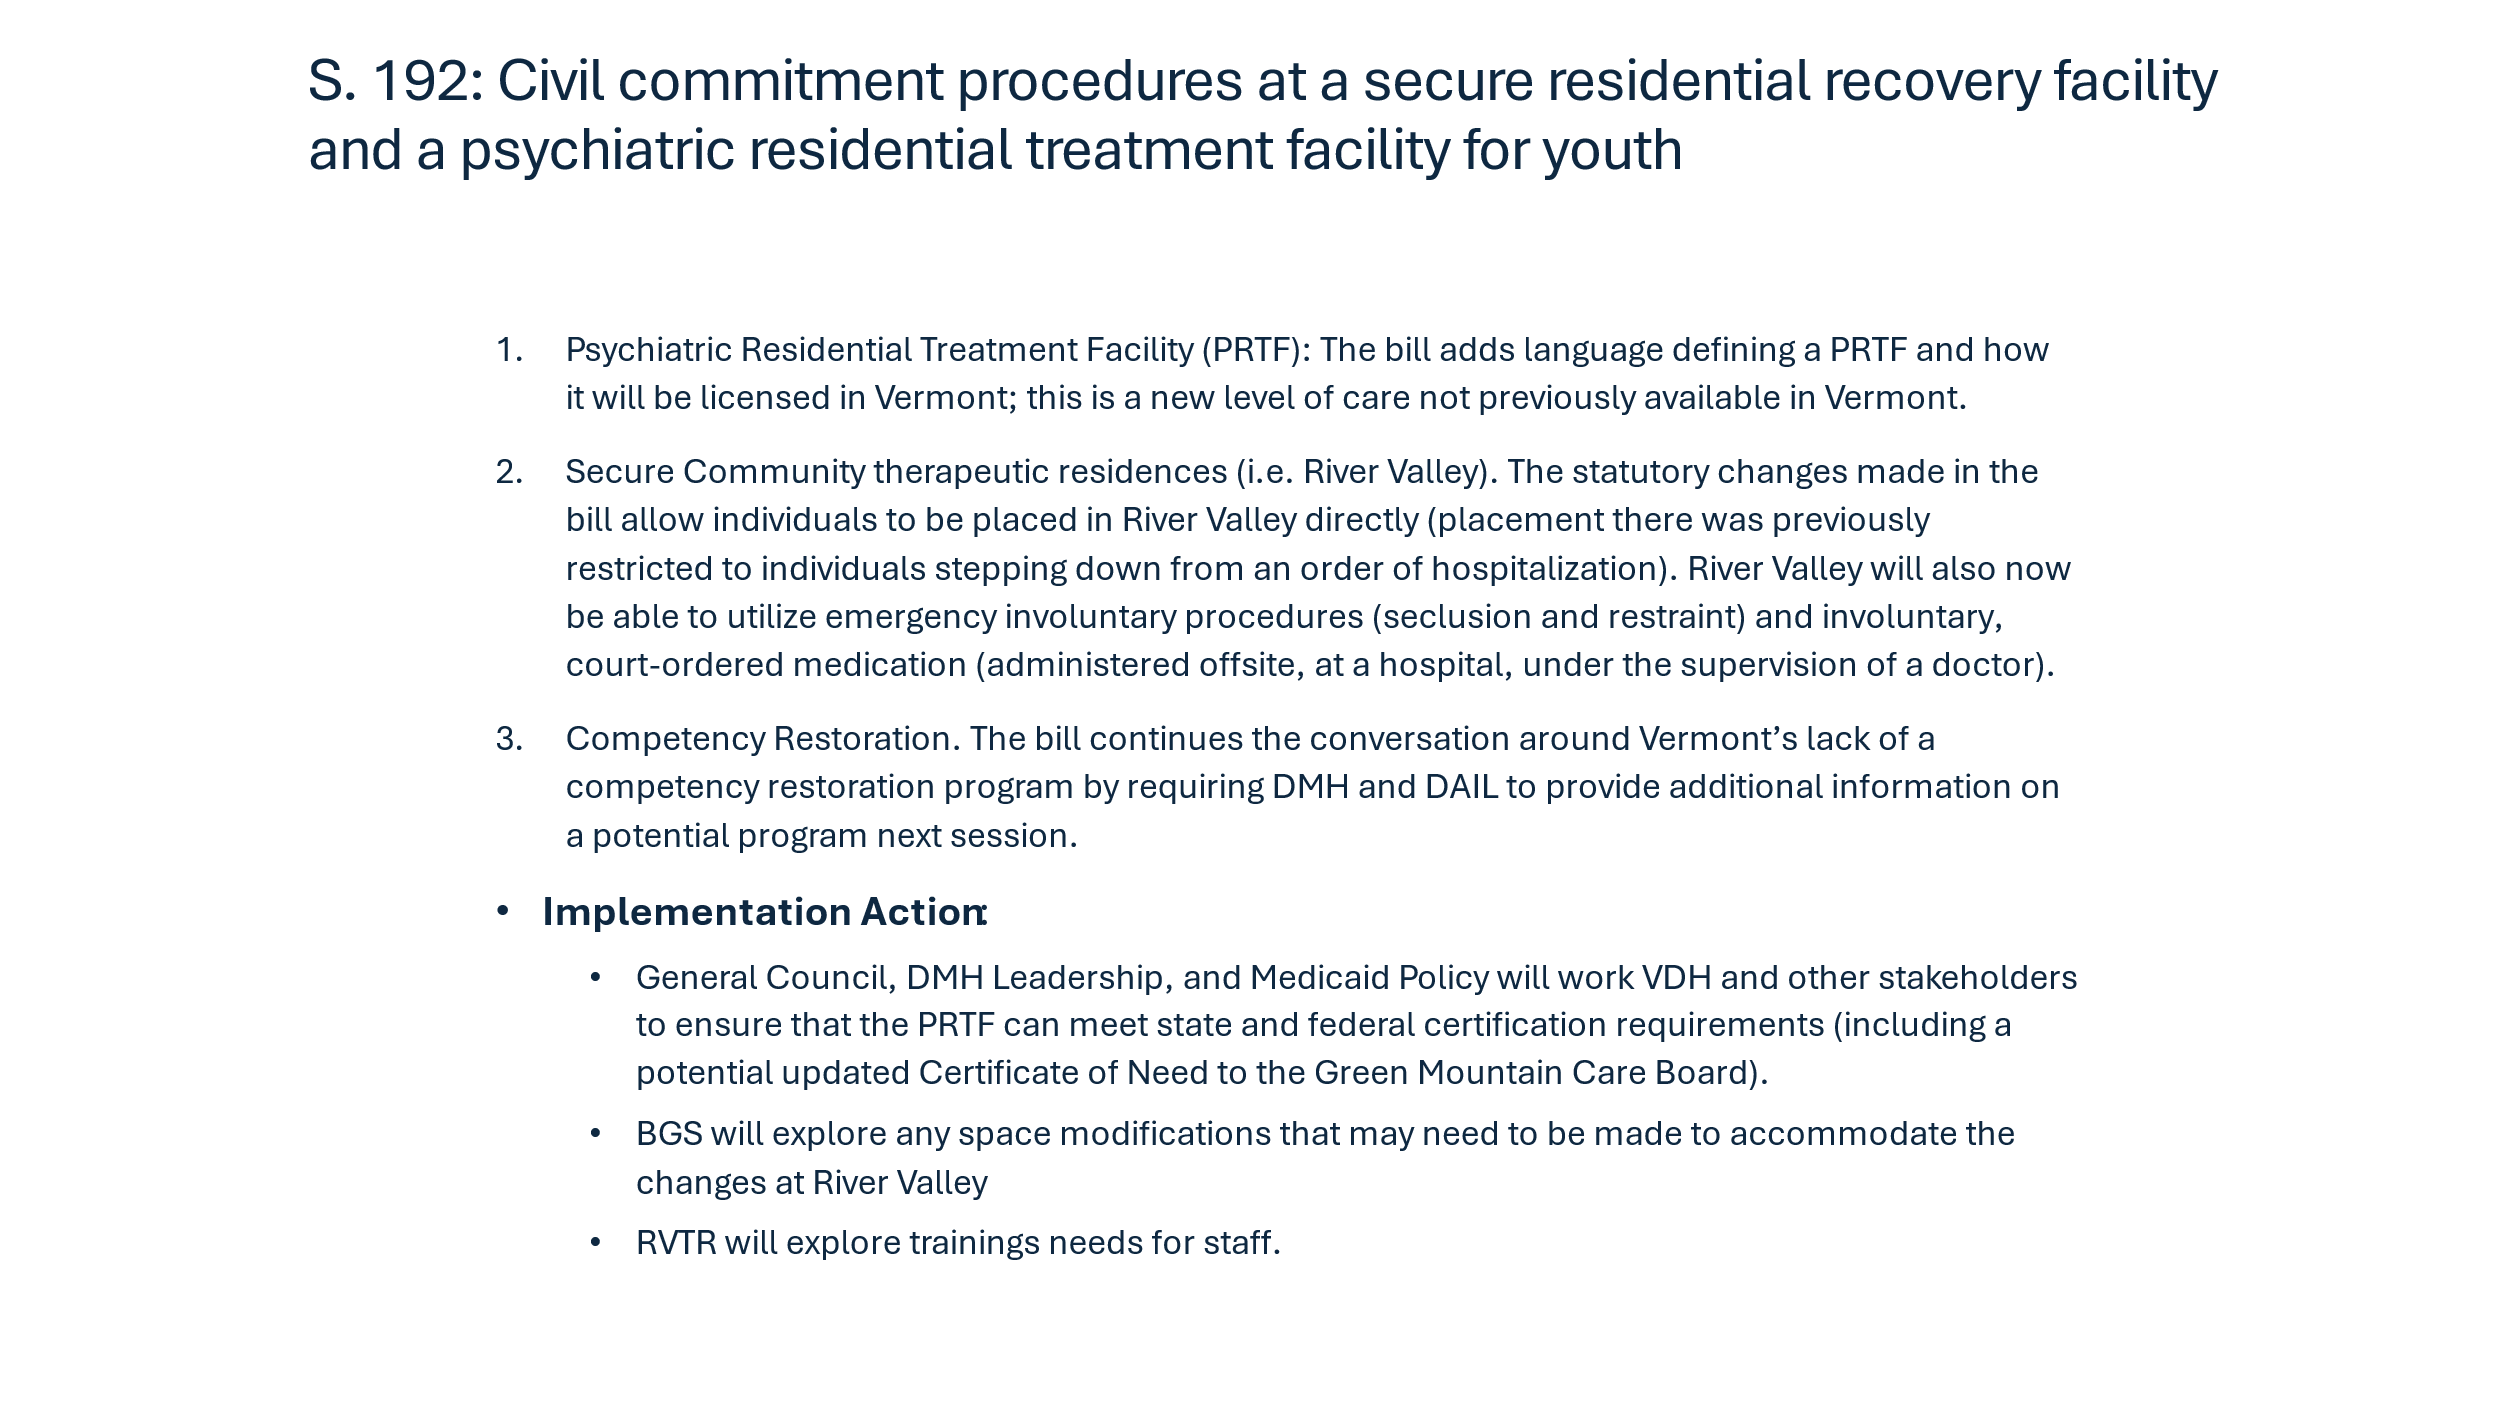 S. 192: Civil commitment procedures at a secure residential recovery facility
and a psychiatric residential treatment facility for youth
1. Psychiatric Residential Treatment Facility (PRTF): The bill adds language defining a PRTF and how
it will be licensed in Vermont; this is a new level of care not previously available in Vermont.
2. Secure Community therapeutic residences (i.e. River Valley). The statutory changes made in the
bill allow individuals to be placed in River Valley directly (placement there was previously
restricted to individuals stepping down from an order of hospitalization). River Valley will also now
be able to utilize emergency involuntary procedures (seclusion and restraint) and involuntary,
court-ordered medication (administered offsite, at a hospital, under the supervision of a doctor).
3. Competency Restoration. The bill continues the conversation around Vermont’s lack of a
competency restoration program by requiring DMH and DAIL to provide additional information on
a potential program next session.
• Implementation Action:
• General Council, DMH Leadership, and Medicaid Policy will work VDH and other stakeholders
to ensure that the PRTF can meet state and federal certification requirements (including a
potential updated Certificate of Need to the Green Mountain Care Board).
• BGS will explore any space modifications that may need to be made to accommodate the
changes at River Valley
• RVTR will explore trainings needs for staff.